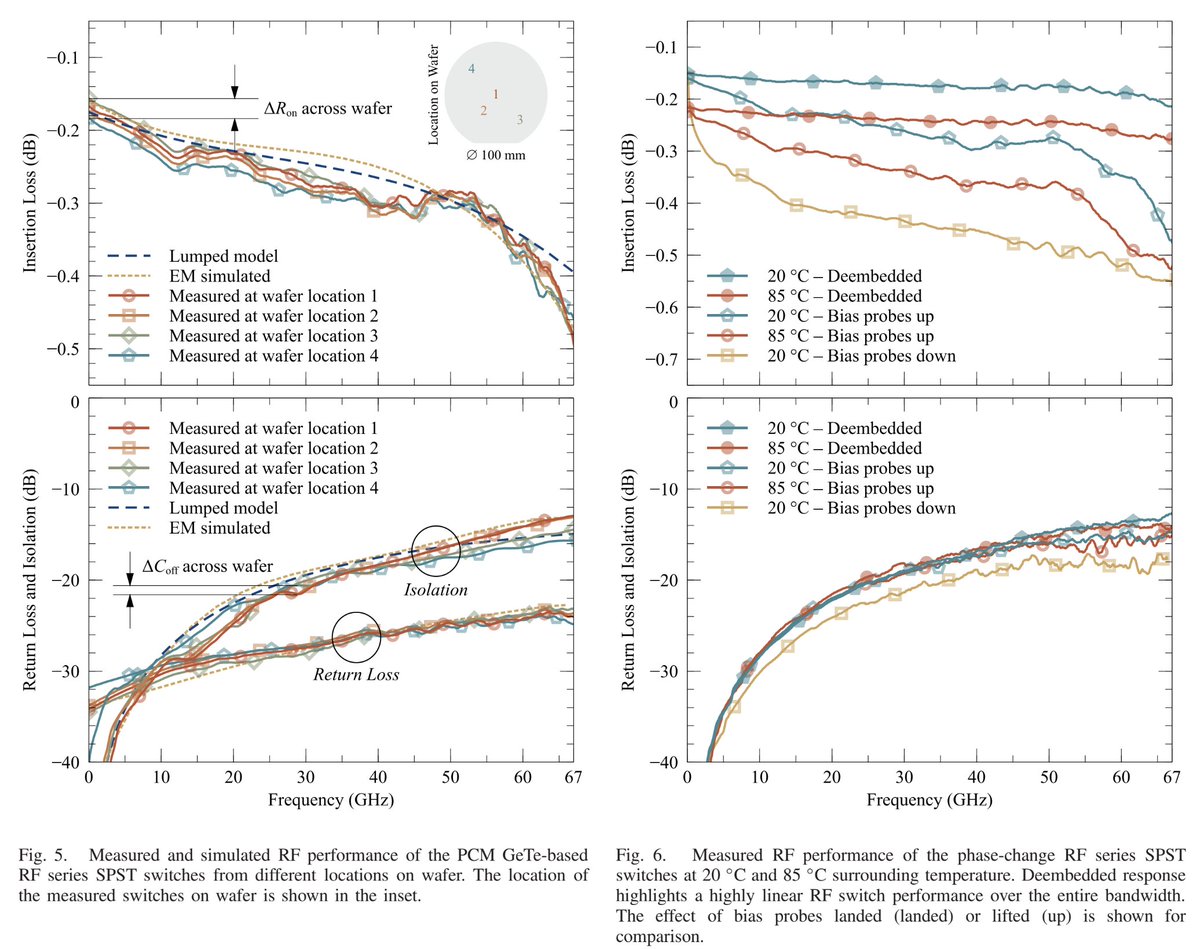 −0.1
−0.2
−0.3
−0.4
−0.5
Insertion Loss (dB)
ΔRon across wafer
Location on Wafer
4
1
2
3
∅ 100 mm
Lumped model
EM simulated
Measured at wafer location 1
Measured at wafer location 2
Measured at wafer location 3
Measured at wafer location 4
0
−10
−20
−30
−40
Return Loss and Isolation (dB)
Measured at wafer location 1
Measured at wafer location 2
Measured at wafer location 3
Measured at wafer location 4
Lumped model
EM simulated
ΔCoff across wafer
Isolation
Return Loss
0 10 20 30 40 50 60 67
Frequency (GHz)
Fig. 5. Measured and simulated RF performance of the PCM GeTe-based
RF series SPST switches from different locations on wafer. The location of
the measured switches on wafer is shown in the inset.
−0.1
−0.2
−0.3
−0.4
−0.5
−0.6
−0.7
Insertion Loss (dB)
20 °C – Deembedded
85 °C – Deembedded
20 °C – Bias probes up
85 °C – Bias probes up
20 °C – Bias probes down
0
−10
−20
−30
−40
Return Loss and Isolation (dB)
20 °C – Deembedded
85 °C – Deembedded
20 °C – Bias probes up
85 °C – Bias probes up
20 °C – Bias probes down
0 10 20 30 40 50 60 67
Frequency (GHz)
Fig. 6. Measured RF performance of the phase-change RF series SPST
switches at 20 °C and 85 °C surrounding temperature. Deembedded response
highlights a highly linear RF switch performance over the entire bandwidth.
The effect of bias probes landed (landed) or lifted (up) is shown for
comparison.